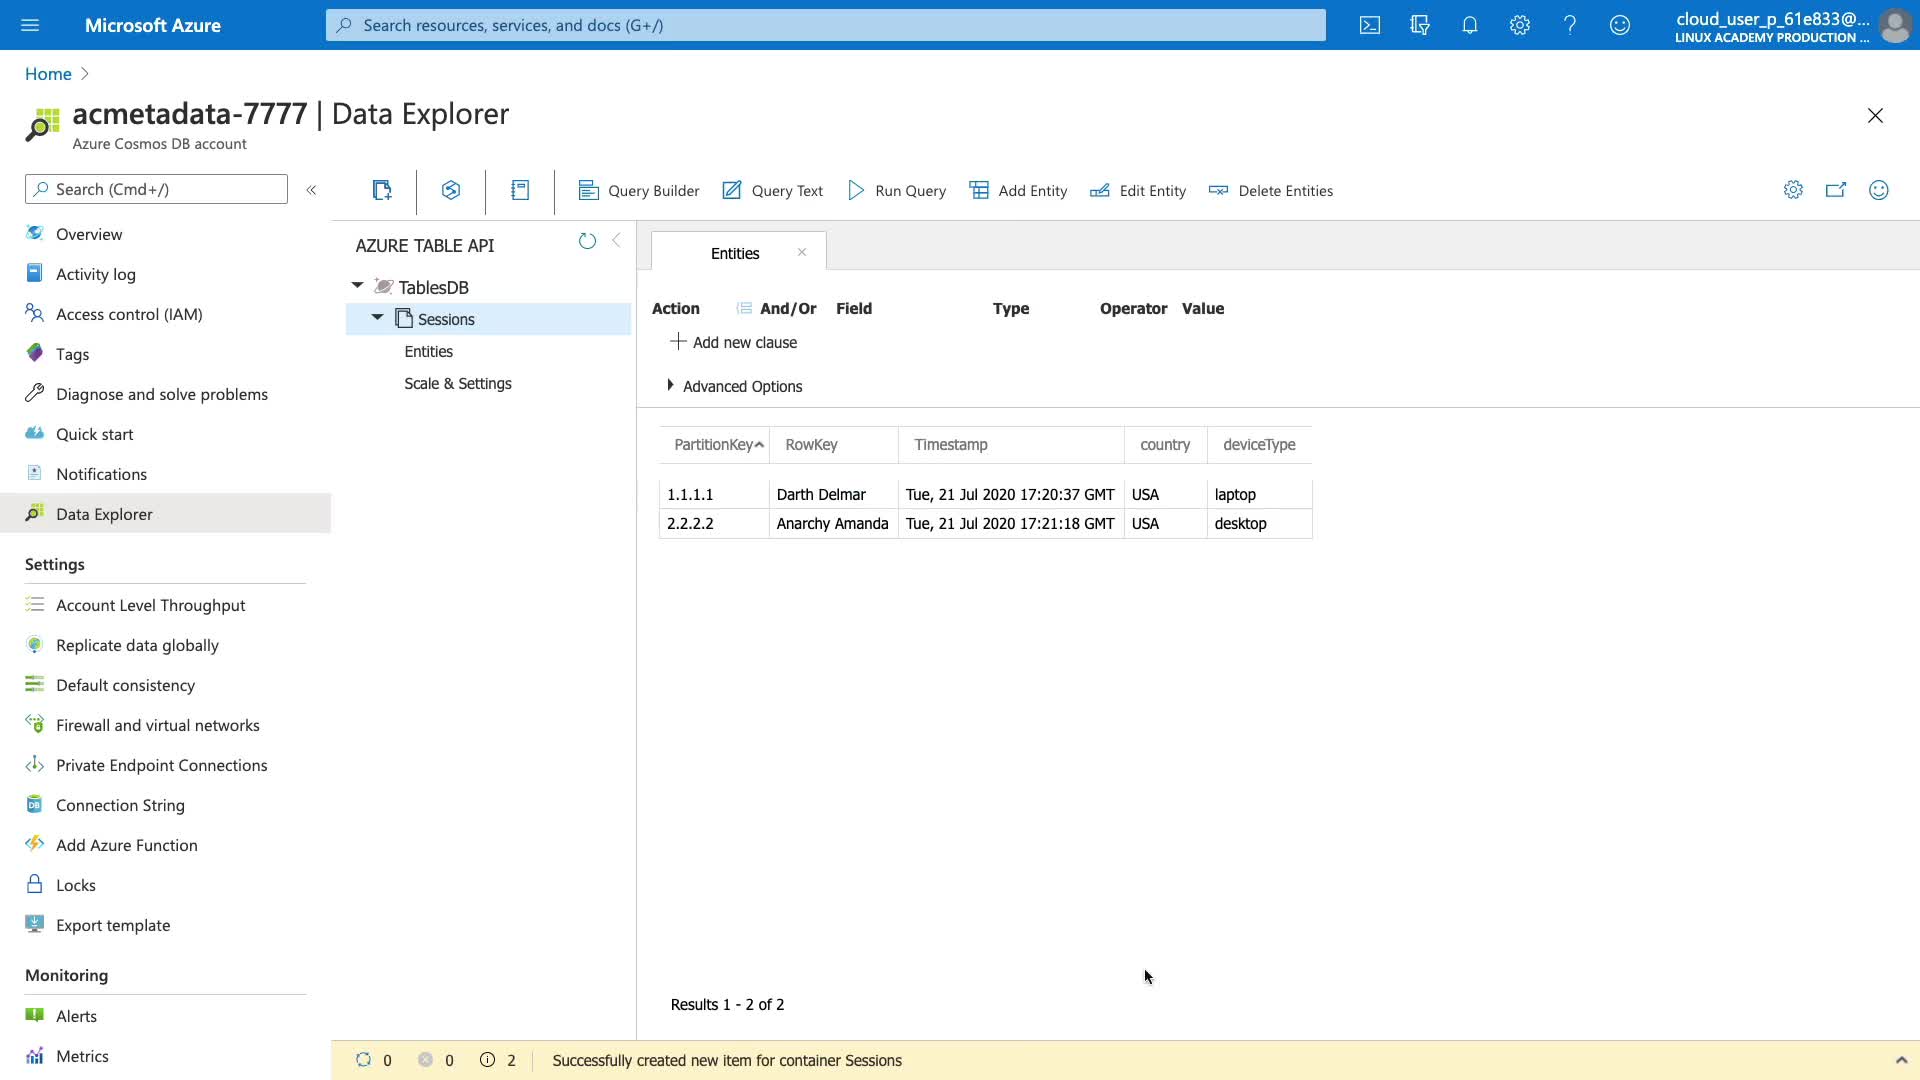 Microsoft Azure
Search resources, services, and docs (G+/)
cloud_user_p_61e833@...
LINUX ACADEMY PRODUCTION ...
Home
acmetadata-7777 | Data Explorer
Azure Cosmos DB account
Search (Cmd+/)
«
Query Builder
Query Text
Run Query
Add Entity
Edit Entity
Delete Entities
Overview
Activity log
Access control (IAM)
Tags
Diagnose and solve problems
Quick start
Notifications
Data Explorer
Settings
Account Level Throughput
Replicate data globally
Default consistency
Firewall and virtual networks
Private Endpoint Connections
Connection String
Add Azure Function
Locks
Export template
Monitoring
Alerts
Metrics
AZURE TABLE API
TablesDB
Sessions
Entities
Scale & Settings
Entities
Action And/Or Field Type Operator Value
Add new clause
Advanced Options
PartitionKey RowKey Timestamp country deviceType
1.1.1.1 Darth Delmar Tue, 21 Jul 2020 17:20:37 GMT USA laptop
2.2.2.2 Anarchy Amanda Tue, 21 Jul 2020 17:21:18 GMT USA desktop
Results 1 - 2 of 2
0 0 2 Successfully created new item for container Sessions